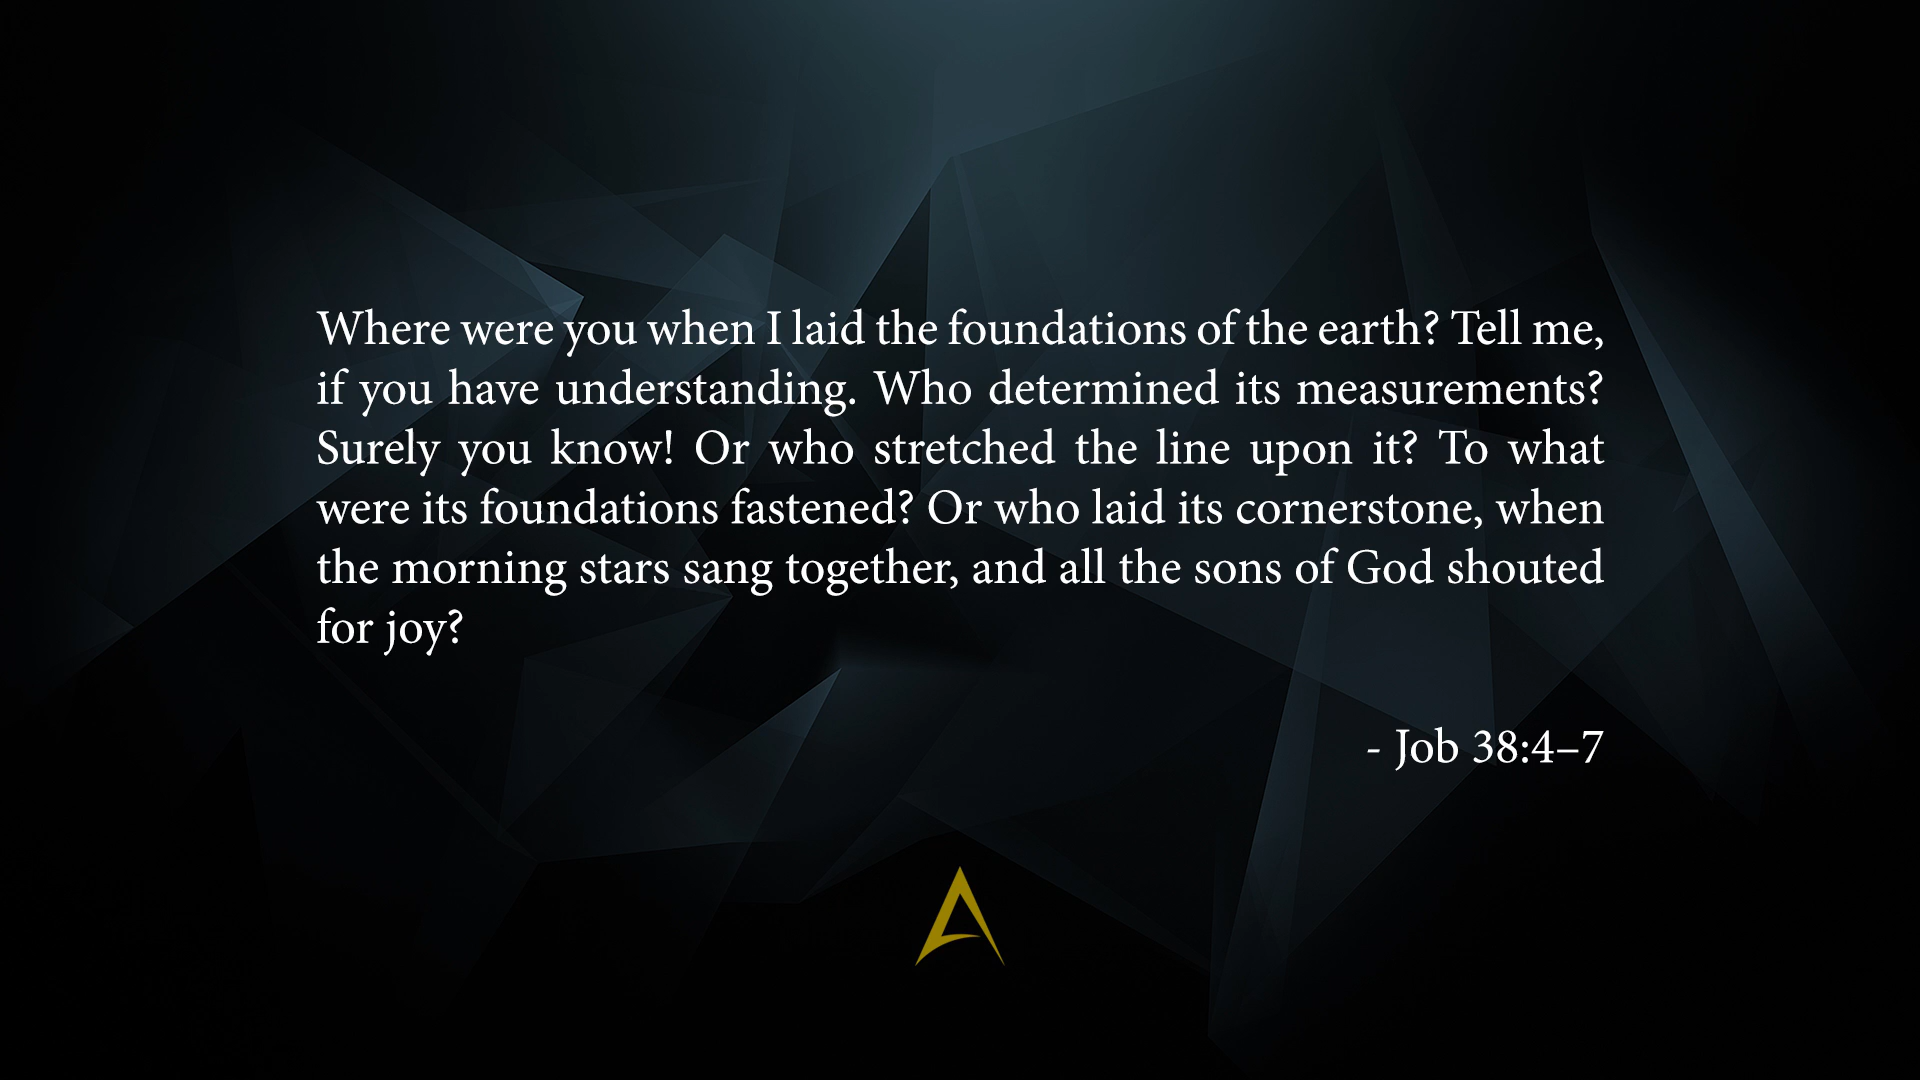 Where were you when I laid the foundations of the earth? Tell me,
if you have understanding. Who determined its measurements?
Surely you know! Or who stretched the line upon it? To what
were its foundations fastened? Or who laid its cornerstone, when
the morning stars sang together, and all the sons of God shouted
for joy?
- Job 38:4–7